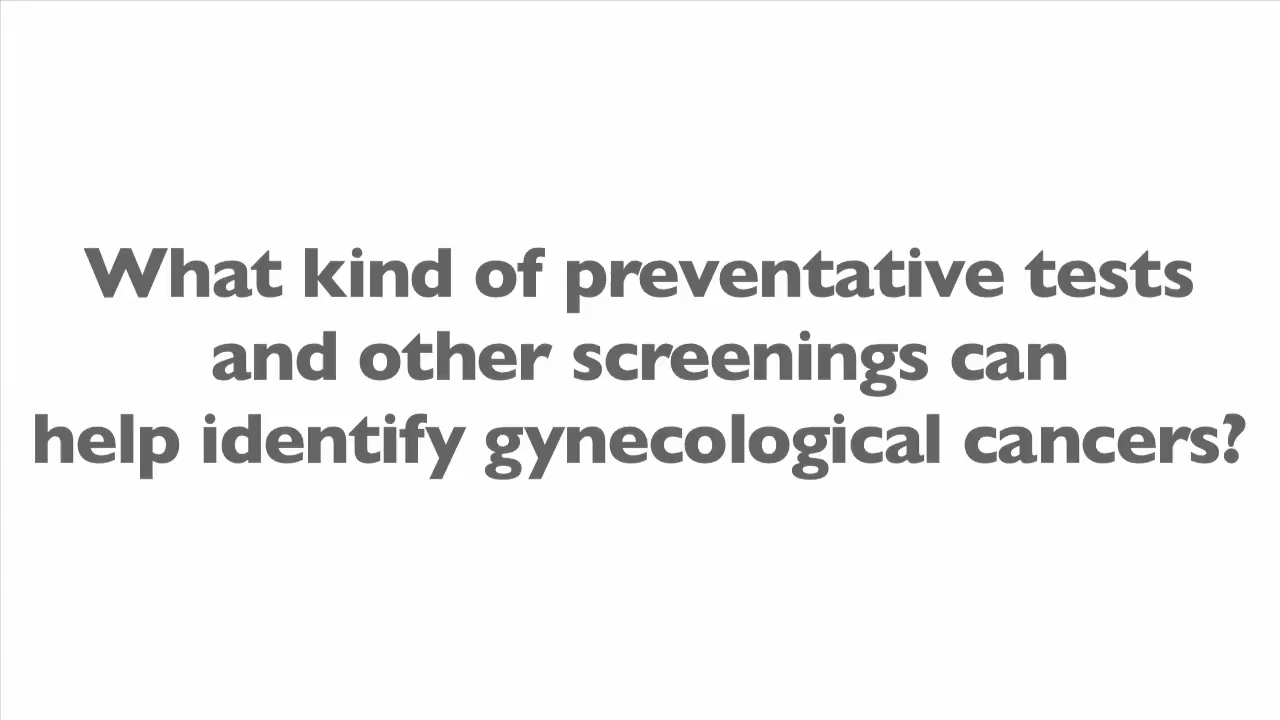 What kind of preventative tests
and other screenings can
help identify gynecological cancers?